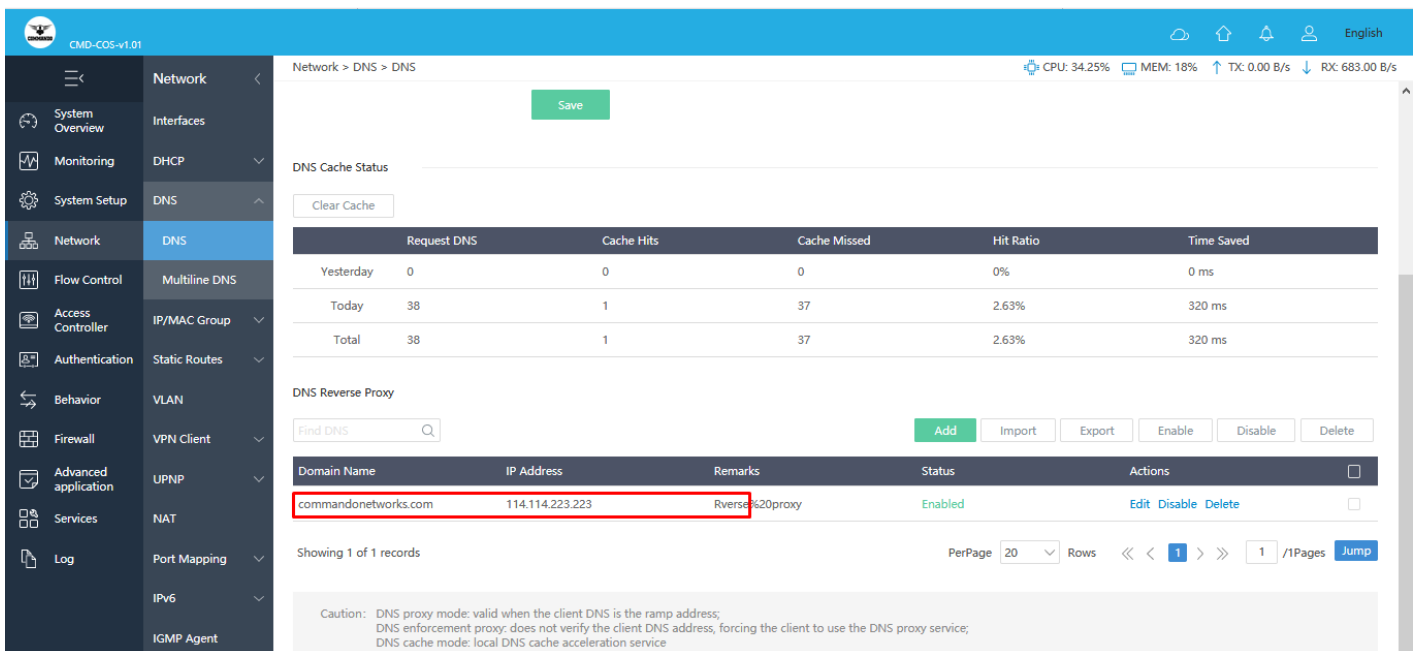 COMMANDO CMD-COS-v1.01 English
Network > DNS > DNS CPU: 34.25% MEM: 18% TX: 0.00 B/s RX: 683.00 B/s
System Overview
Monitoring
System Setup
Network
Flow Control
Access Controller
Authentication
Behavior
Firewall
Advanced application
Services
Log
Network
Interfaces
DHCP
DNS
DNS
Multiline DNS
IP/MAC Group
Static Routes
VLAN
VPN Client
UPNP
NAT
Port Mapping
IPv6
IGMP Agent
Save
DNS Cache Status
Clear Cache
Request DNS Cache Hits Cache Missed Hit Ratio Time Saved
Yesterday 0 0 0 0% 0 ms
Today 38 1 37 2.63% 320 ms
Total 38 1 37 2.63% 320 ms
DNS Reverse Proxy
Find DNS Add Import Export Enable Disable Delete
Domain Name IP Address Remarks Status Actions
commandonetworks.com 114.114.223.223 Rverse%20proxy Enabled Edit Disable Delete
Showing 1 of 1 records PerPage 20 Rows 1 1 /1Pages Jump
Caution: DNS proxy mode: valid when the client DNS is the ramp address;
DNS enforcement proxy: does not verify the client DNS address, forcing the client to use the DNS proxy service;
DNS cache mode: local DNS cache acceleration service